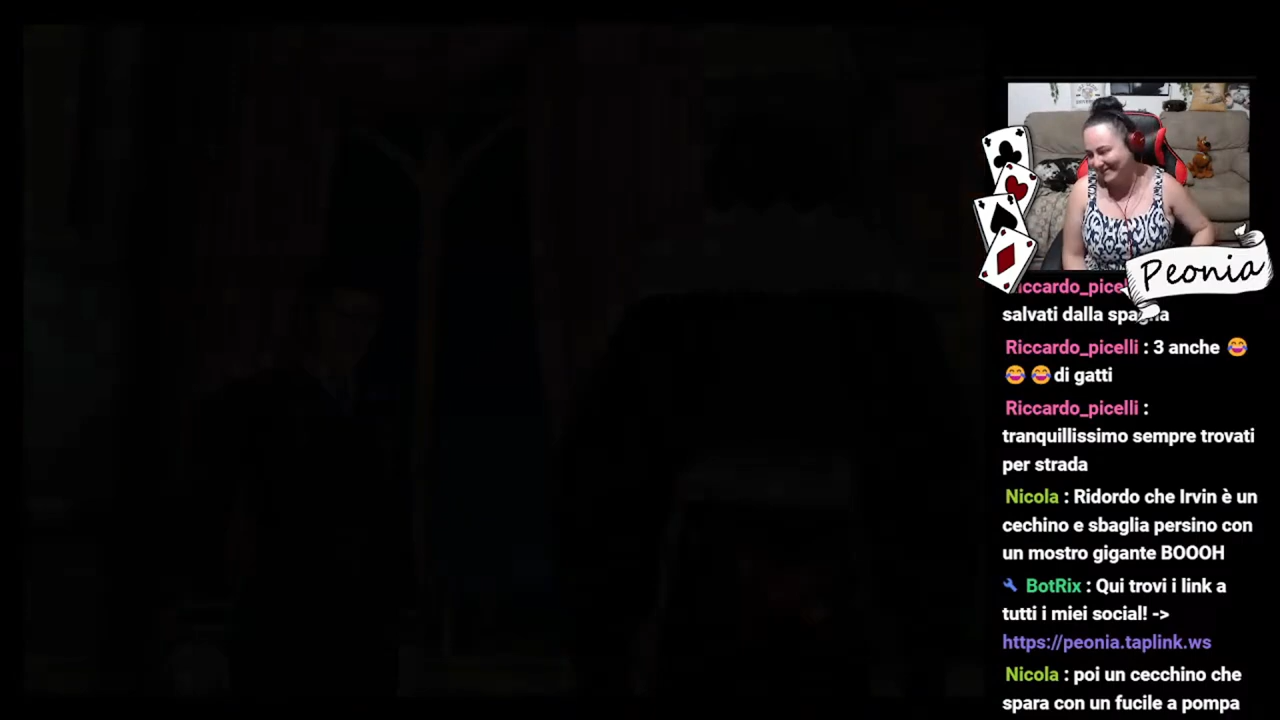 Peonia
iccardo_picel
salvati dalla spagna
Riccardo_picelli : 3 anche 😂
😂 😂 di gatti
Riccardo_picelli :
tranquillissimo sempre trovati
per strada
Nicola : Ridordo che Irvin è un
cechino e sbaglia persino con
un mostro gigante BOOOH
BotRix : Qui trovi i link a
tutti i miei social! ->
https://peonia.taplink.ws
Nicola : poi un cecchino che
spara con un fucile a pompa